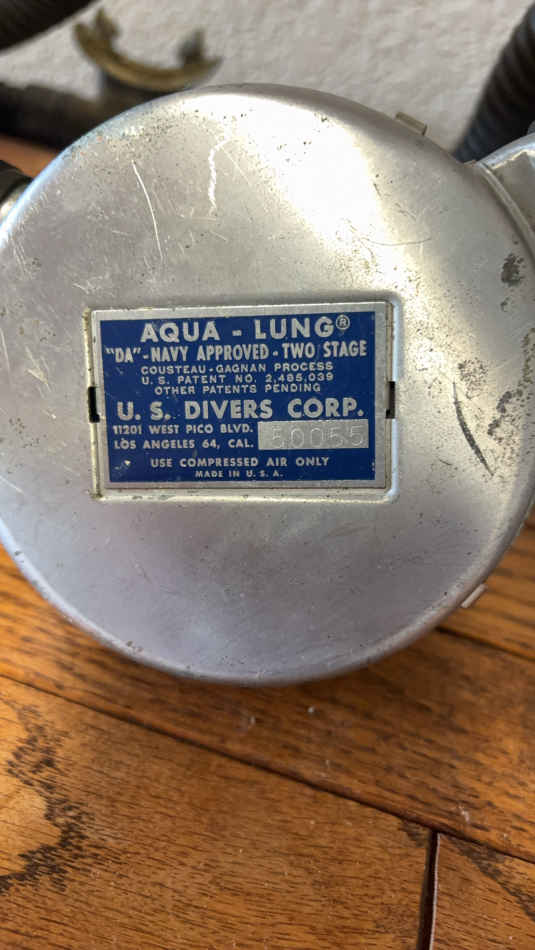 AQUA - LUNG®
"DA"-NAVY APPROVED-TWO STAGE
COUSTEAU-GAGNAN PROCESS
U. S. PATENT NO. 2,485,039
OTHER PATENTS PENDING
U. S. DIVERS CORP.
11201 WEST PICO BLVD.
LOS ANGELES 64, CAL. 50055
USE COMPRESSED AIR ONLY
MADE IN U. S. A.